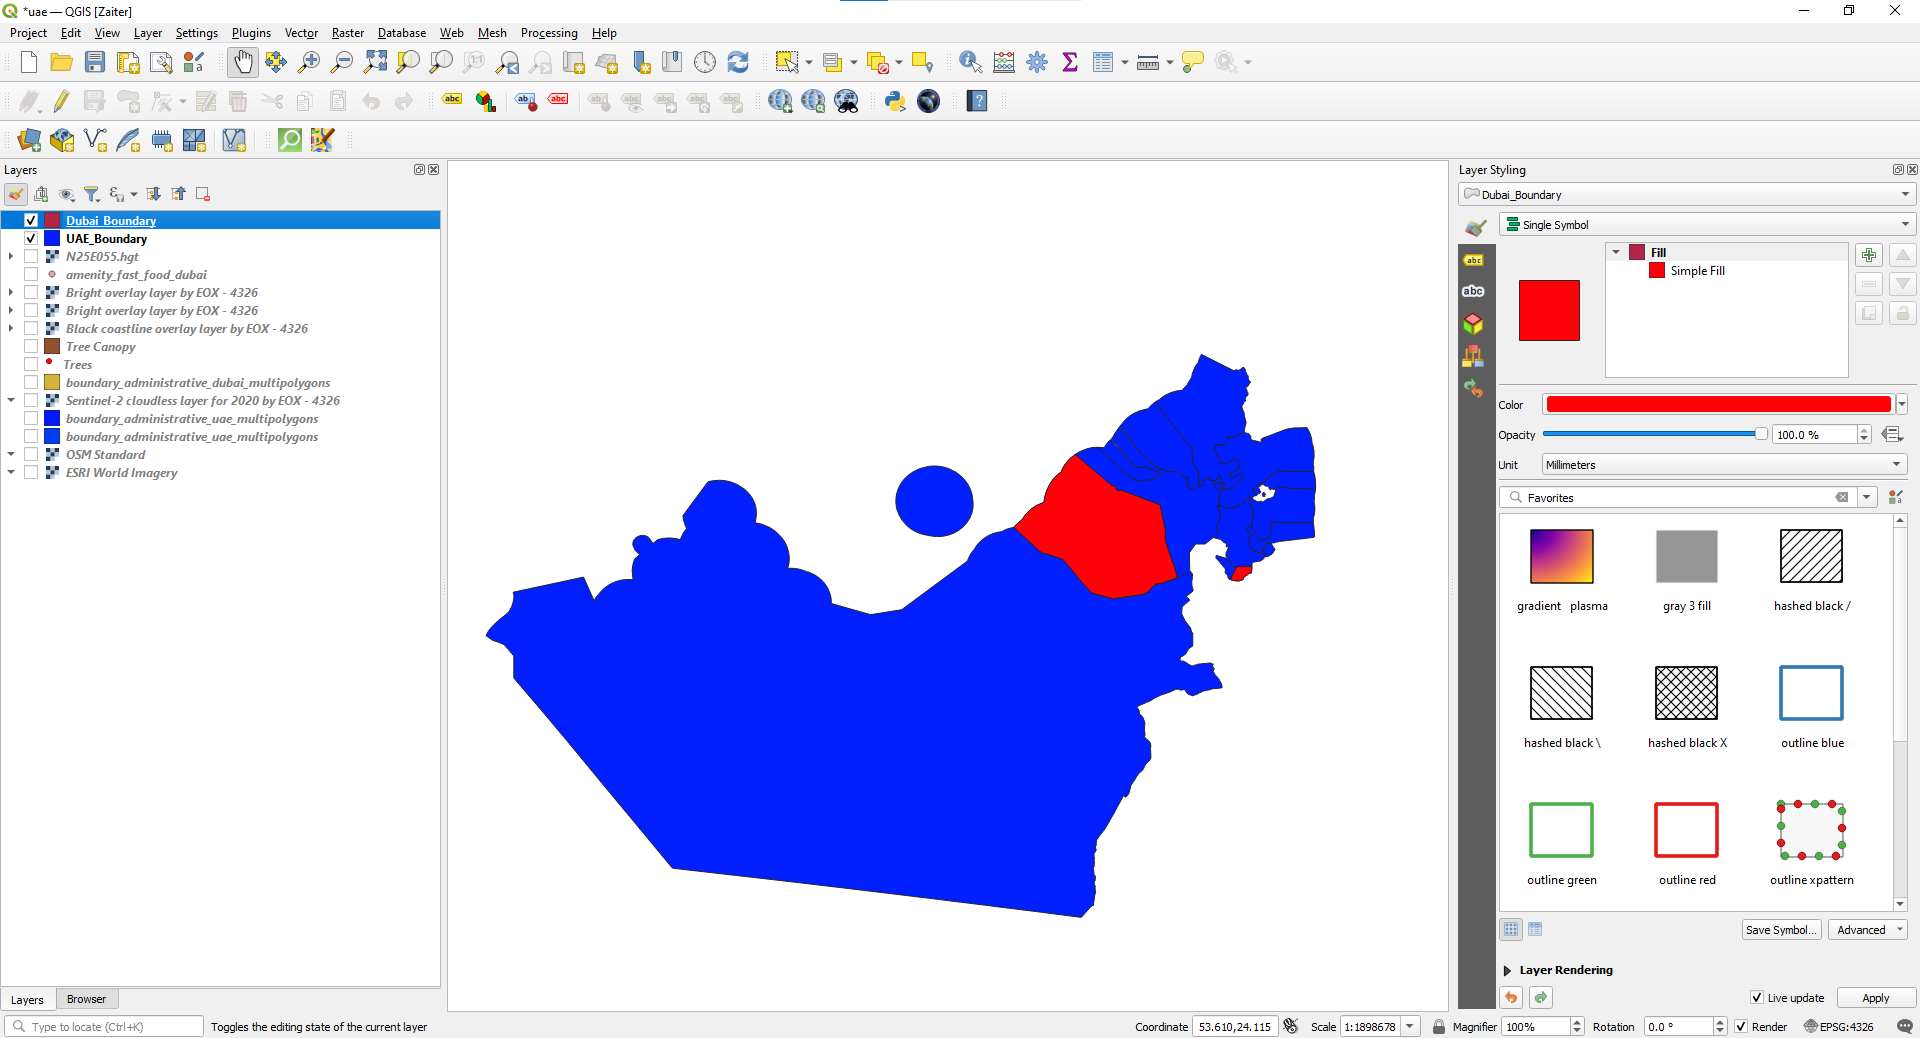 *uae — QGIS [Zaiter]
Project Edit View Layer Settings Plugins Vector Raster Database Web Mesh Processing Help
abc abc abc
Layers
Dubai_Boundary
UAE_Boundary
N25E055.hgt
amenity_fast_food_dubai
Bright overlay layer by EOX - 4326
Bright overlay layer by EOX - 4326
Black coastline overlay layer by EOX - 4326
Tree Canopy
Trees
boundary_administrative_dubai_multipolygons
Sentinel-2 cloudless layer for 2020 by EOX - 4326
boundary_administrative_uae_multipolygons
boundary_administrative_uae_multipolygons
OSM Standard
ESRI World Imagery
Layers Browser
Layer Styling
Dubai_Boundary
Single Symbol
abc
abc
Fill
Simple Fill
Color
Opacity 100.0 %
Unit Millimeters
Favorites
gradient plasma gray 3 fill hashed black /
hashed black \ hashed black X outline blue
outline green outline red outline xpattern
Save Symbol... Advanced
Layer Rendering
Live update Apply
Type to locate (Ctrl+K) Toggles the editing state of the current layer Coordinate 53.610,24.115 Scale 1:1898678 Magnifier 100% Rotation 0.0 ° Render EPSG:4326